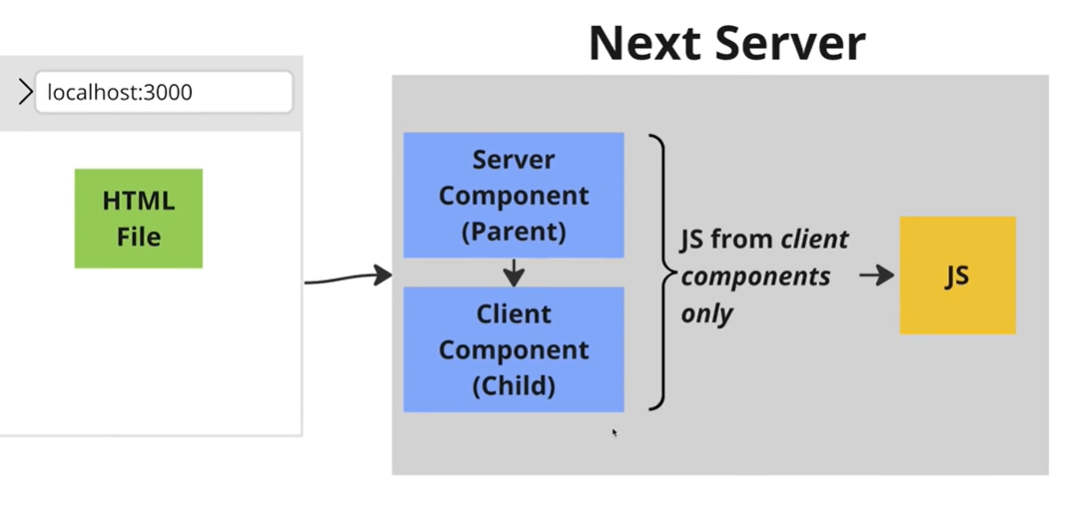 Next Server
localhost:3000
HTML
File
Server
Component
(Parent)
Client
Component
(Child)
JS from client
components
only
JS